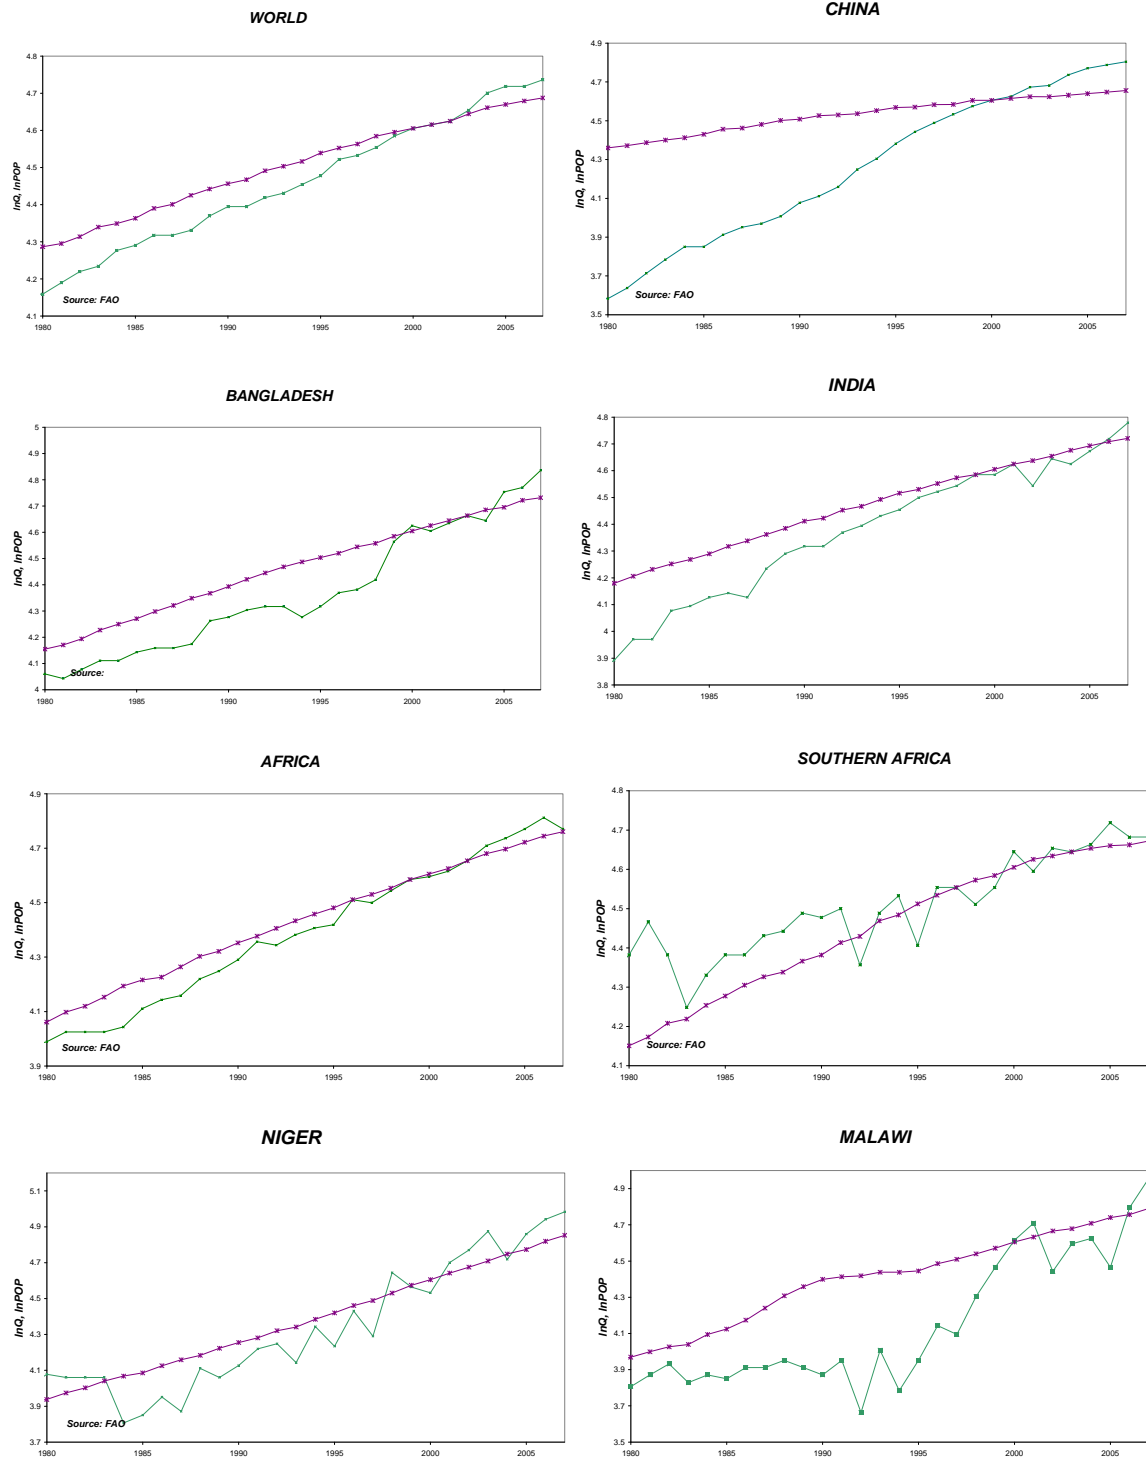 WORLD
4.8
4.7
4.6
4.5
4.4
4.3
4.2
4.1
lnQ, lnPOP
Source: FAO
1980 1985 1990 1995 2000 2005
CHINA
4.9
4.7
4.5
4.3
4.1
3.9
3.7
3.5
lnQ, lnPOP
Source: FAO
1980 1985 1990 1995 2000 2005
BANGLADESH
5
4.9
4.8
4.7
4.6
4.5
4.4
4.3
4.2
4.1
4
lnQ, lnPOP
Source:
1980 1985 1990 1995 2000 2005
INDIA
4.8
4.7
4.6
4.5
4.4
4.3
4.2
4.1
4
3.9
3.8
lnQ, lnPOP
1980 1985 1990 1995 2000 2005
AFRICA
4.9
4.7
4.5
4.3
4.1
3.9
lnQ, lnPOP
Source: FAO
1980 1985 1990 1995 2000 2005
SOUTHERN AFRICA
4.8
4.7
4.6
4.5
4.4
4.3
4.2
4.1
lnQ, lnPOP
Source: FAO
1980 1985 1990 1995 2000 2005
NIGER
5.1
4.9
4.7
4.5
4.3
4.1
3.9
3.7
lnQ, lnPOP
Source: FAO
1980 1985 1990 1995 2000 2005
MALAWI
4.9
4.7
4.5
4.3
4.1
3.9
3.7
3.5
lnQ, lnPOP
1980 1985 1990 1995 2000 2005